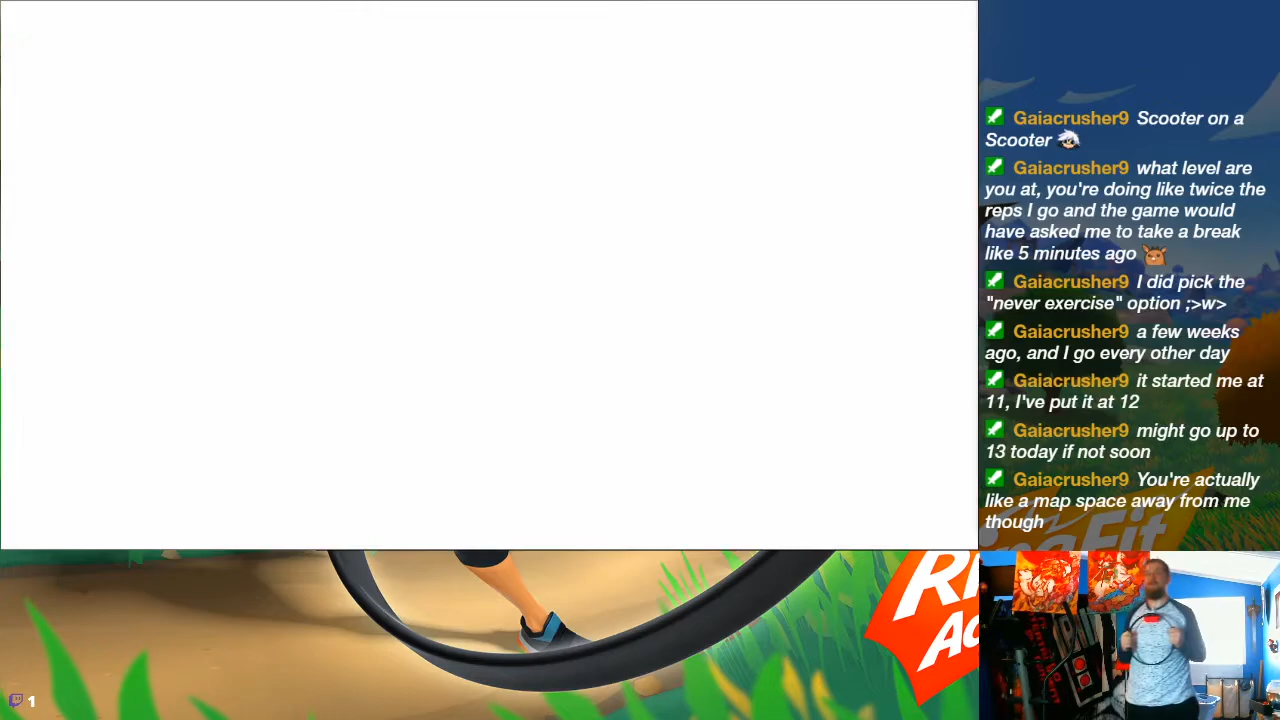 Gaiacrusher9 Scooter on a
Scooter
Gaiacrusher9 what level are
you at, you're doing like twice the
reps I go and the game would
have asked me to take a break
like 5 minutes ago
Gaiacrusher9 I did pick the
"never exercise" option ;>w>
Gaiacrusher9 a few weeks
ago, and I go every other day
Gaiacrusher9 it started me at
11, I've put it at 12
Gaiacrusher9 might go up to
13 today if not soon
Gaiacrusher9 You're actually
like a map space away from me
though
Fit
1